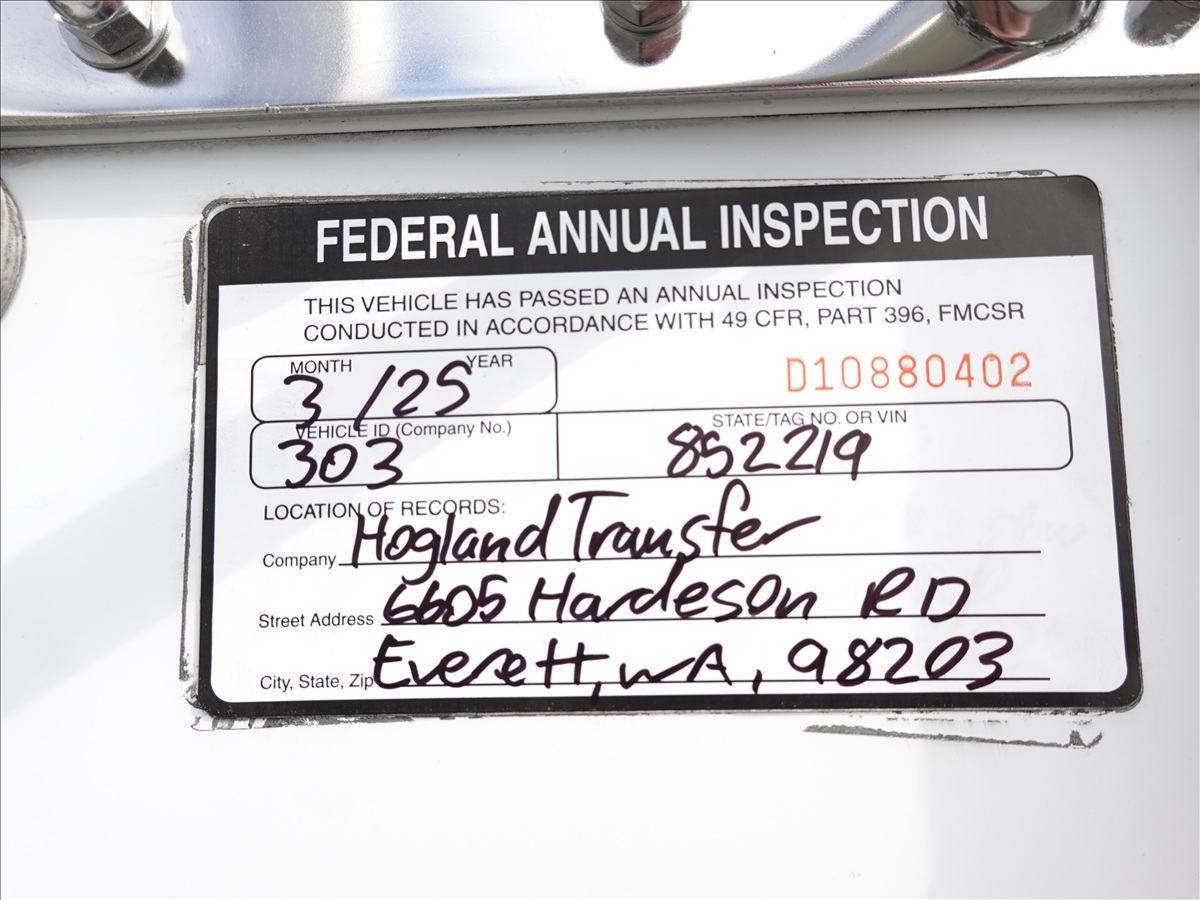 FEDERAL ANNUAL INSPECTION
THIS VEHICLE HAS PASSED AN ANNUAL INSPECTION
CONDUCTED IN ACCORDANCE WITH 49 CFR, PART 396, FMCSR
MONTH YEAR
3 /25
D10880402
VEHICLE ID (Company No.) STATE/TAG NO. OR VIN
303 852219
LOCATION OF RECORDS:
Company Hogland Transfer
Street Address 6605 Hardeson RD
City, State, Zip Everett, WA, 98203